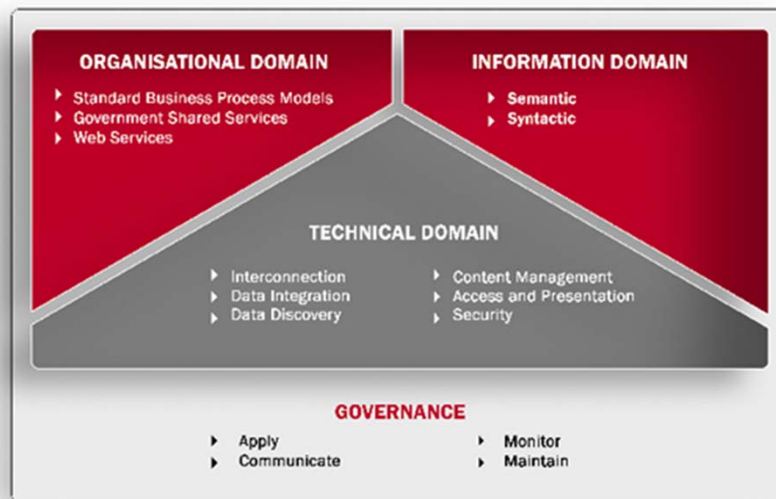 ORGANISATIONAL DOMAIN
Standard Business Process Models
Government Shared Services
Web Services
INFORMATION DOMAIN
Semantic
Syntactic
TECHNICAL DOMAIN
Interconnection
Data Integration
Data Discovery
Content Management
Access and Presentation
Security
GOVERNANCE
Apply
Communicate
Monitor
Maintain